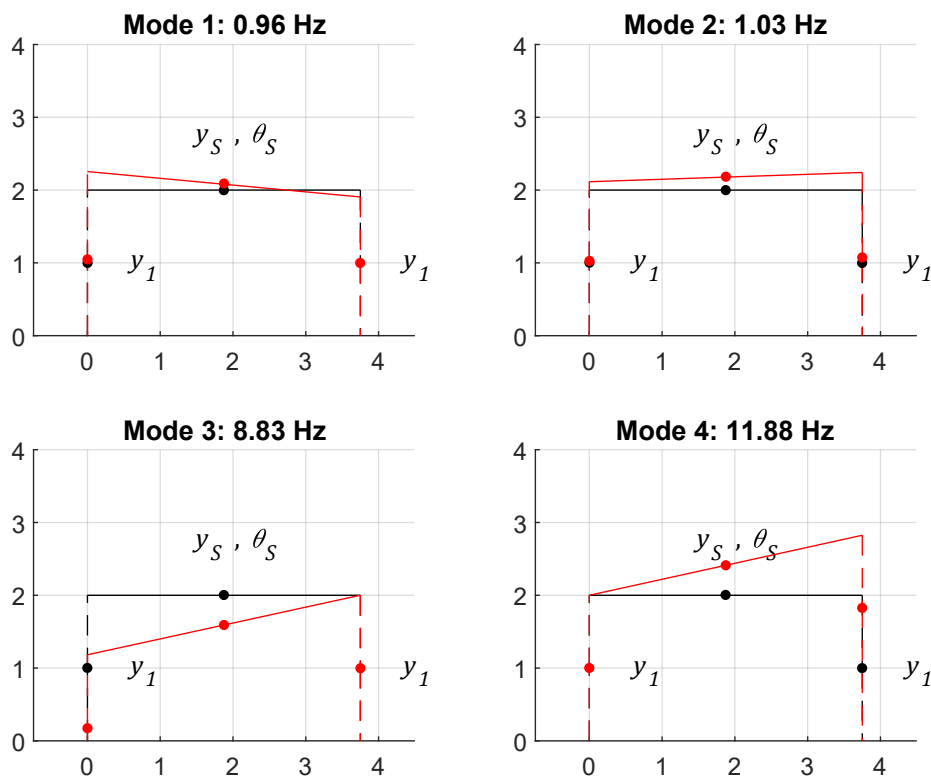 Mode 1: 0.96 Hz
4
3
2
1
0
y_S , θ_S
y_1
y_1
0 1 2 3 4
Mode 2: 1.03 Hz
4
3
2
1
0
y_S , θ_S
y_1
y_1
0 1 2 3 4
Mode 3: 8.83 Hz
4
3
2
1
0
y_S , θ_S
y_1
y_1
0 1 2 3 4
Mode 4: 11.88 Hz
4
3
2
1
0
y_S , θ_S
y_1
y_1
0 1 2 3 4